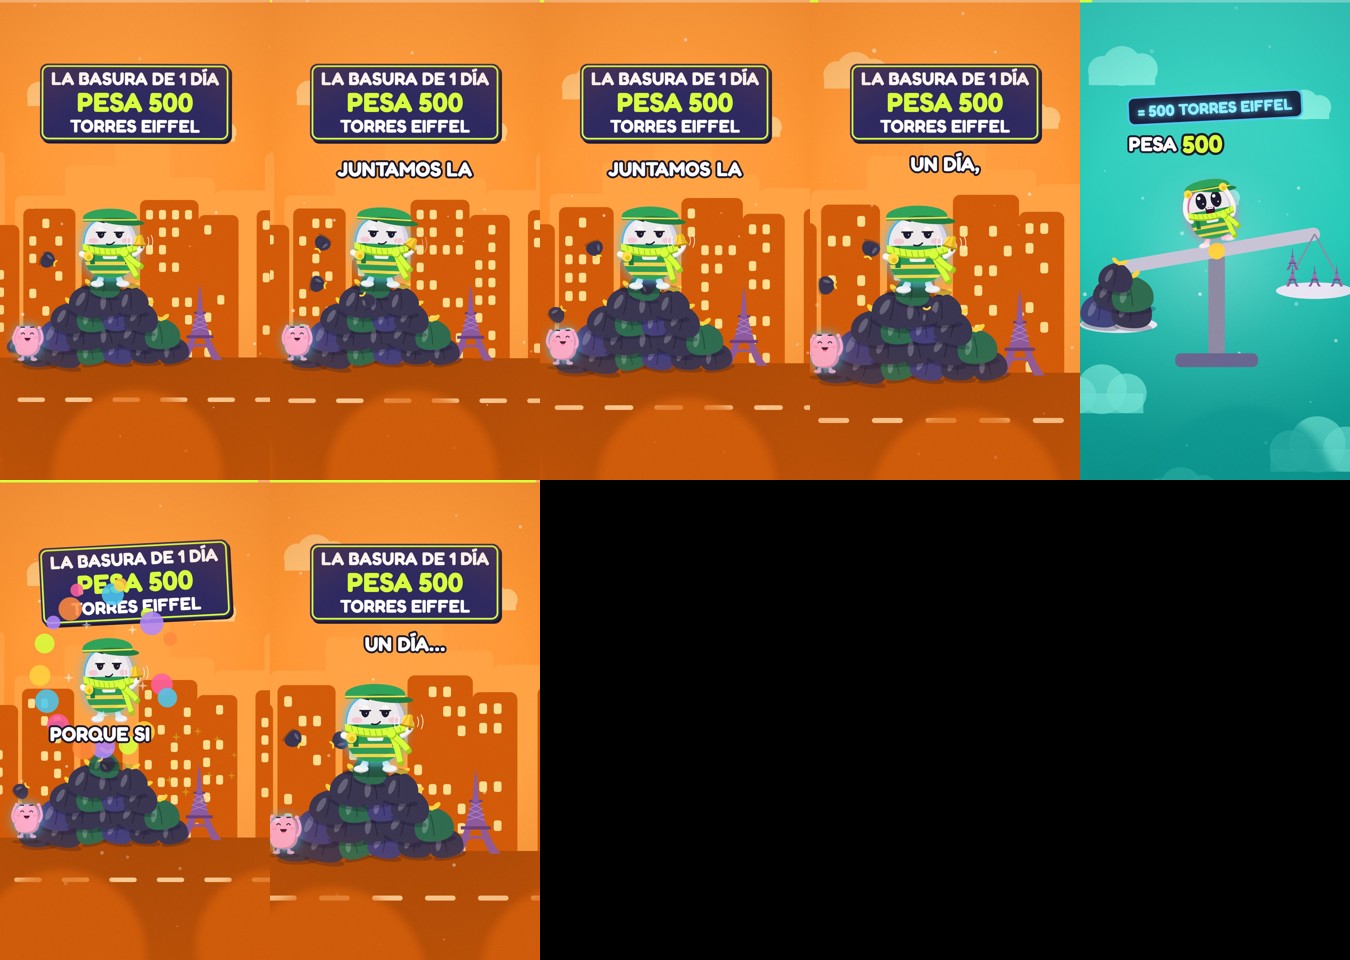 LA BASURA DE 1 DÍA
PESA 500
TORRES EIFFEL
LA BASURA DE 1 DÍA
PESA 500
TORRES EIFFEL
JUNTAMOS LA
LA BASURA DE 1 DÍA
PESA 500
TORRES EIFFEL
JUNTAMOS LA
LA BASURA DE 1 DÍA
PESA 500
TORRES EIFFEL
UN DÍA,
= 500 TORRES EIFFEL
PESA 500
LA BASURA DE 1 DÍA
PESA 500
TORRES EIFFEL
PORQUE SI
LA BASURA DE 1 DÍA
PESA 500
TORRES EIFFEL
UN DÍA...